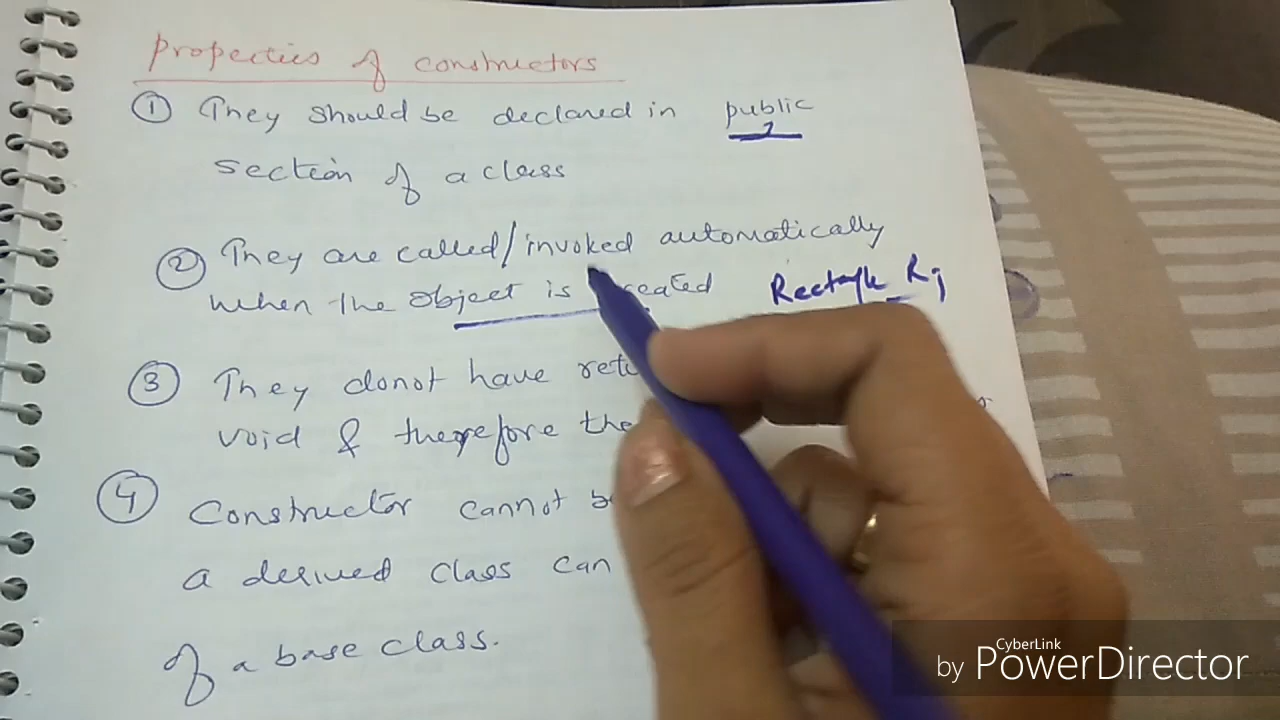 Properties of constructors
① They should be declared in public
section of a class
② They are called/invoked automatically
when the object is created Rectangle R;
③ They donot have
void & therefore the
④ Constructor cannot
a derived class can
of a base class.
CyberLink
by PowerDirector